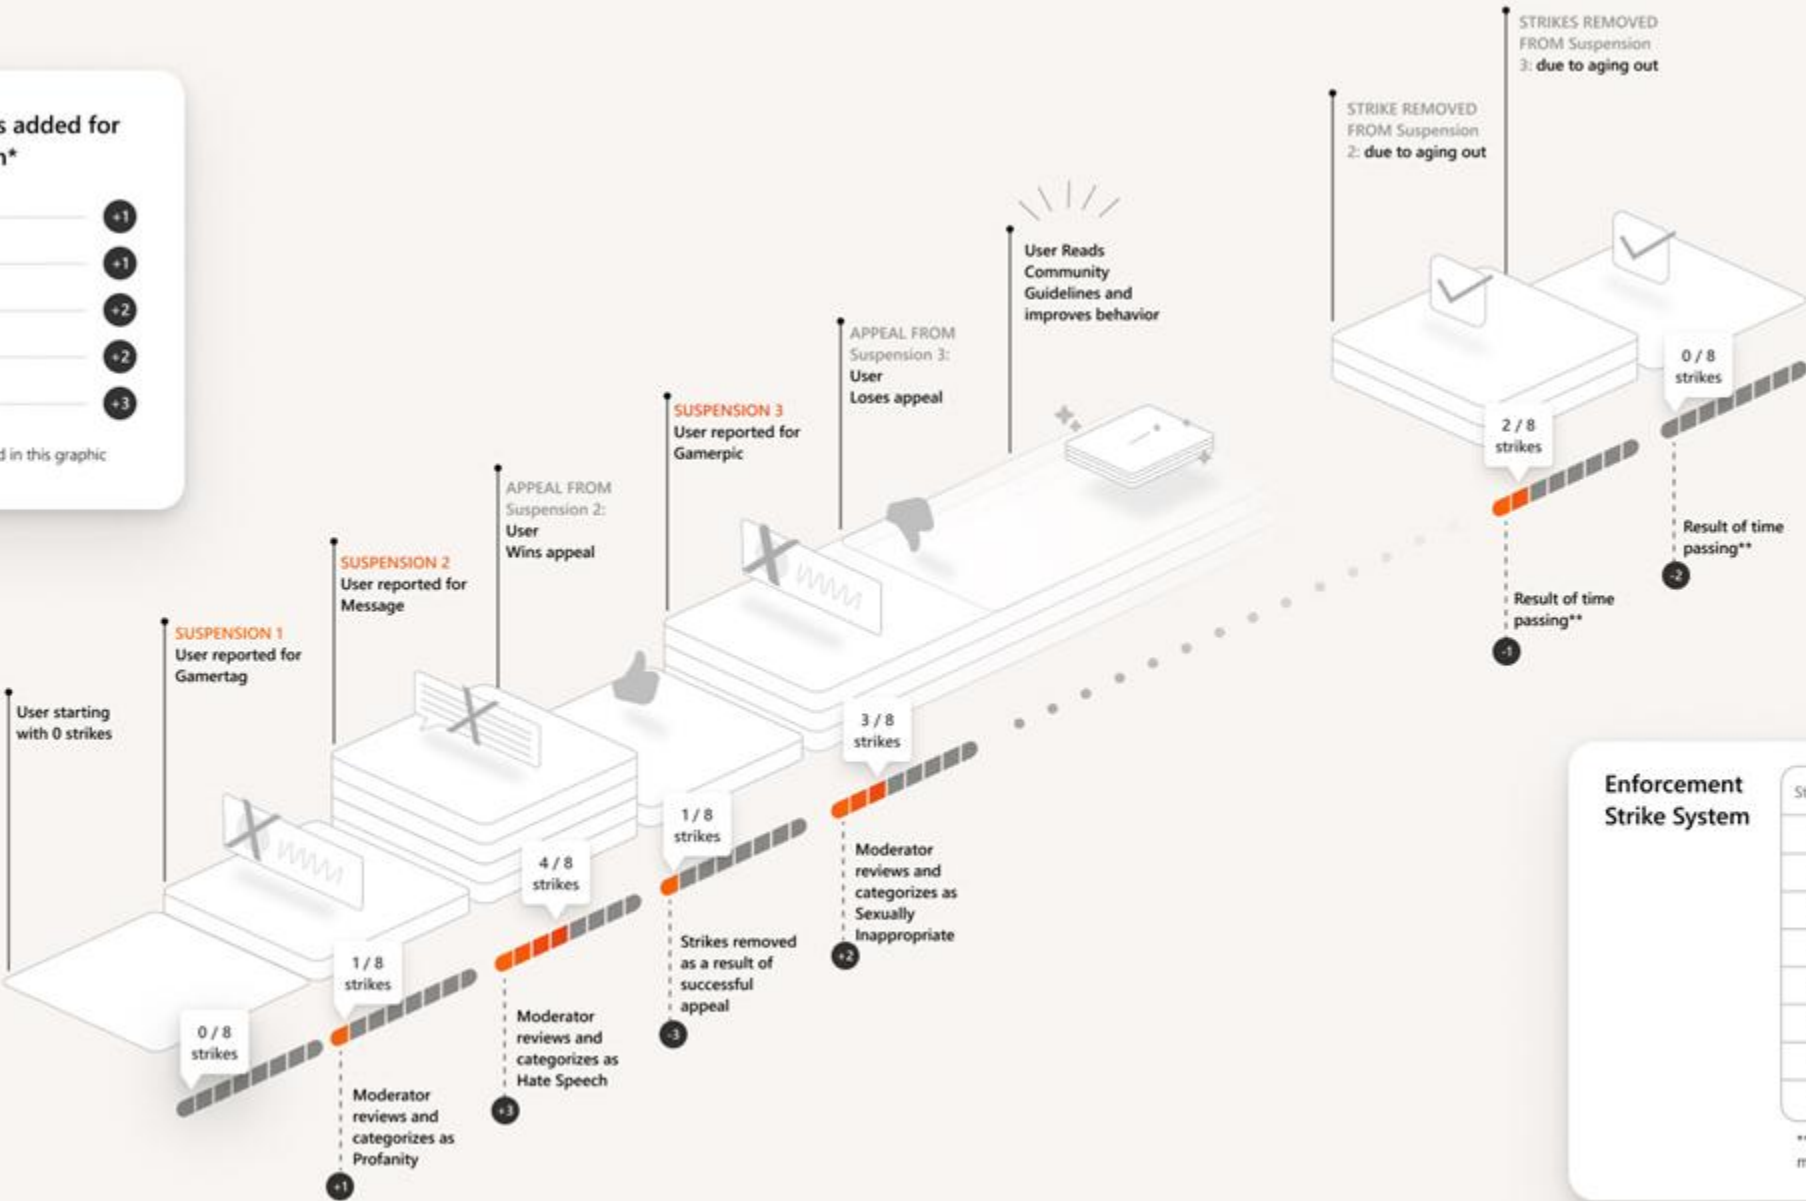 s added for
n*
+1
+1
+2
+2
+3
d in this graphic
User starting
with 0 strikes
0 / 8
strikes
SUSPENSION 1
User reported for
Gamertag
1 / 8
strikes
Moderator
reviews and
categorizes as
Profanity
+1
SUSPENSION 2
User reported for
Message
4 / 8
strikes
Moderator
reviews and
categorizes as
Hate Speech
+3
APPEAL FROM
Suspension 2:
User
Wins appeal
1 / 8
strikes
Strikes removed
as a result of
successful
appeal
-3
SUSPENSION 3
User reported for
Gamerpic
3 / 8
strikes
Moderator
reviews and
categorizes as
Sexually
Inappropriate
+2
APPEAL FROM
Suspension 3:
User
Loses appeal
User Reads
Community
Guidelines and
improves behavior
STRIKE REMOVED
FROM Suspension
2: due to aging out
2 / 8
strikes
Result of time
passing**
-1
STRIKES REMOVED
FROM Suspension
3: due to aging out
0 / 8
strikes
Result of time
passing**
-2
Enforcement
Strike System
St
**